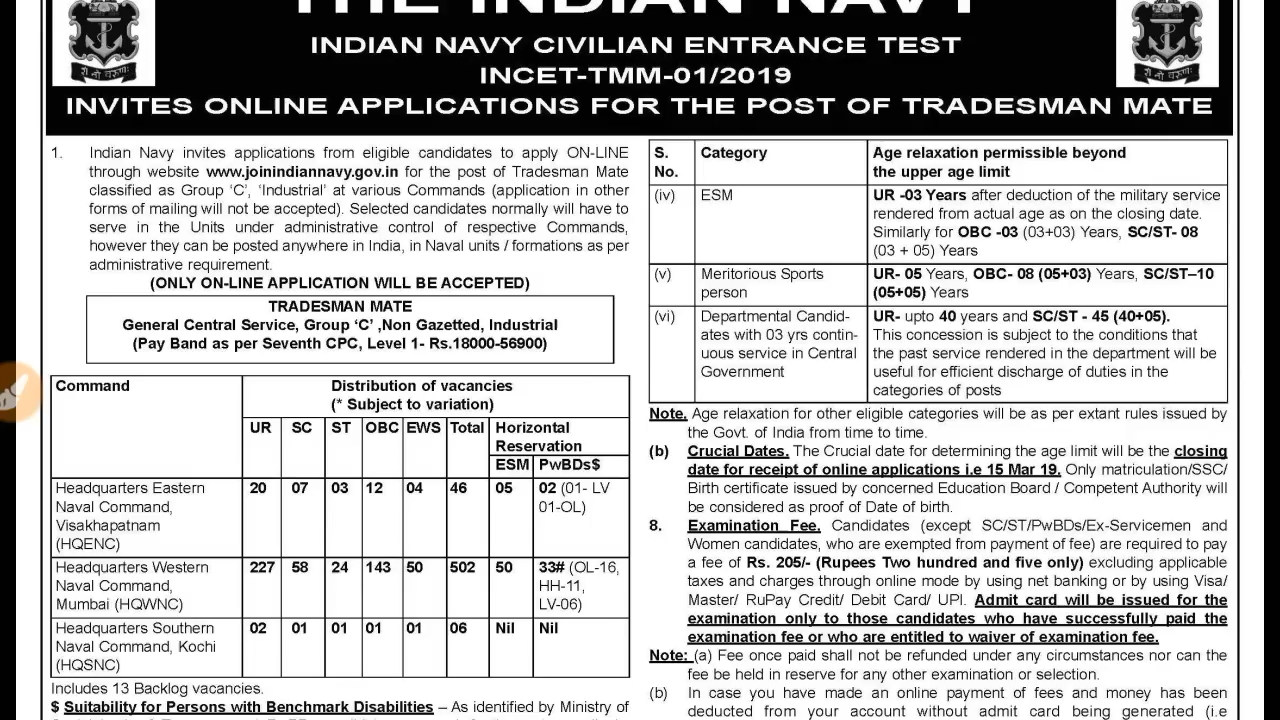 THE INDIAN NAVY
INDIAN NAVY CIVILIAN ENTRANCE TEST
INCET-TMM-01/2019
INVITES ONLINE APPLICATIONS FOR THE POST OF TRADESMAN MATE
1. Indian Navy invites applications from eligible candidates to apply ON-LINE
through website www.joinindiannavy.gov.in for the post of Tradesman Mate
classified as Group ‘C’, ‘Industrial’ at various Commands (application in other
forms of mailing will not be accepted). Selected candidates normally will have to
serve in the Units under administrative control of respective Commands,
however they can be posted anywhere in India, in Naval units / formations as per
administrative requirement.
(ONLY ON-LINE APPLICATION WILL BE ACCEPTED)
TRADESMAN MATE
General Central Service, Group ‘C’ ,Non Gazetted, Industrial
(Pay Band as per Seventh CPC, Level 1- Rs.18000-56900)
Command Distribution of vacancies
(* Subject to variation)
UR SC ST OBC EWS Total Horizontal
Reservation
ESM PwBDs$
Headquarters Eastern 20 07 03 12 04 46 05 02 (01- LV
Naval Command, 01-OL)
Visakhapatnam
(HQENC)
Headquarters Western 227 58 24 143 50 502 50 33# (OL-16,
Naval Command, HH-11,
Mumbai (HQWNC) LV-06)
Headquarters Southern 02 01 01 01 01 06 Nil Nil
Naval Command, Kochi
(HQSNC)
Includes 13 Backlog vacancies.
$ Suitability for Persons with Benchmark Disabilities – As identified by Ministry of
S. Category Age relaxation permissible beyond
No. the upper age limit
(iv) ESM UR -03 Years after deduction of the military service
rendered from actual age as on the closing date.
Similarly for OBC -03 (03+03) Years, SC/ST- 08
(03 + 05) Years
(v) Meritorious Sports UR- 05 Years, OBC- 08 (05+03) Years, SC/ST–10
person (05+05) Years
(vi) Departmental Candid- UR- upto 40 years and SC/ST - 45 (40+05).
ates with 03 yrs contin- This concession is subject to the conditions that
uous service in Central the past service rendered in the department will be
Government useful for efficient discharge of duties in the
categories of posts
Note. Age relaxation for other eligible categories will be as per extant rules issued by
the Govt. of India from time to time.
(b) Crucial Dates. The Crucial date for determining the age limit will be the closing
date for receipt of online applications i.e 15 Mar 19. Only matriculation/SSC/
Birth certificate issued by concerned Education Board / Competent Authority will
be considered as proof of Date of birth.
8. Examination Fee. Candidates (except SC/ST/PwBDs/Ex-Servicemen and
Women candidates, who are exempted from payment of fee) are required to pay
a fee of Rs. 205/- (Rupees Two hundred and five only) excluding applicable
taxes and charges through online mode by using net banking or by using Visa/
Master/ RuPay Credit/ Debit Card/ UPI. Admit card will be issued for the
examination only to those candidates who have successfully paid the
examination fee or who are entitled to waiver of examination fee.
Note: (a) Fee once paid shall not be refunded under any circumstances nor can the
fee be held in reserve for any other examination or selection.
(b) In case you have made an online payment of fees and money has been
deducted from your account without admit card being generated (i.e